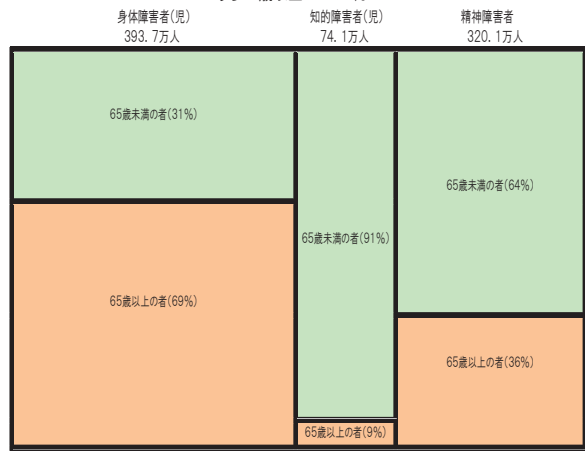 身体障害者(児)
393.7万人
知的障害者(児)
74.1万人
精神障害者
320.1万人
65歳未満の者(31%)
65歳以上の者(69%)
65歳未満の者(91%)
65歳以上の者(9%)
65歳未満の者(64%)
65歳以上の者(36%)